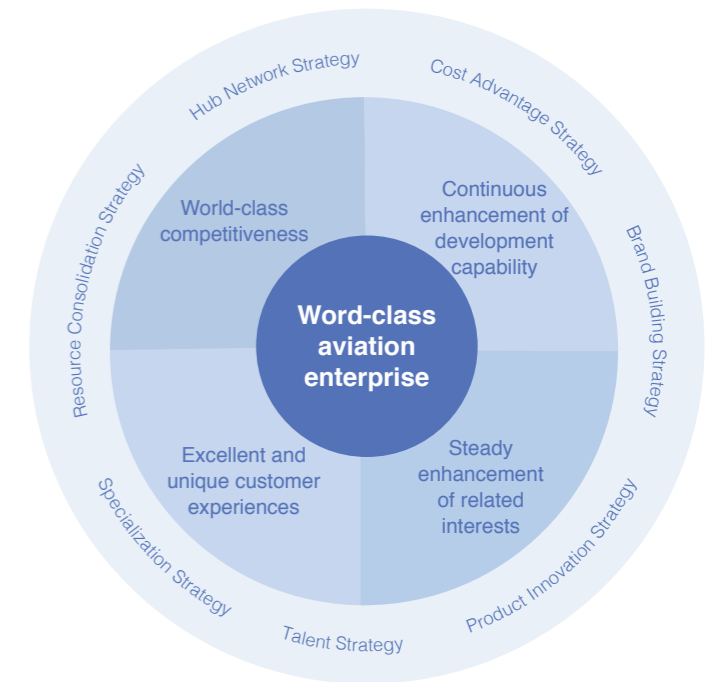 Hub Network Strategy
Cost Advantage Strategy
Brand Building Strategy
Product Innovation Strategy
Talent Strategy
Specialization Strategy
Resource Consolidation Strategy
World-class
competitiveness
Continuous
enhancement of
development
capability
Word-class
aviation
enterprise
Excellent and
unique customer
experiences
Steady
enhancement
of related
interests